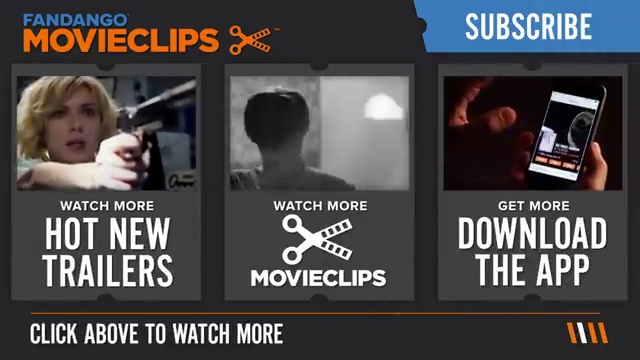 FANDANGO
MOVIECLIPS
SUBSCRIBE
WATCH MORE
HOT NEW
TRAILERS
WATCH MORE
MOVIECLIPS
GET MORE
DOWNLOAD
THE APP
CLICK ABOVE TO WATCH MORE